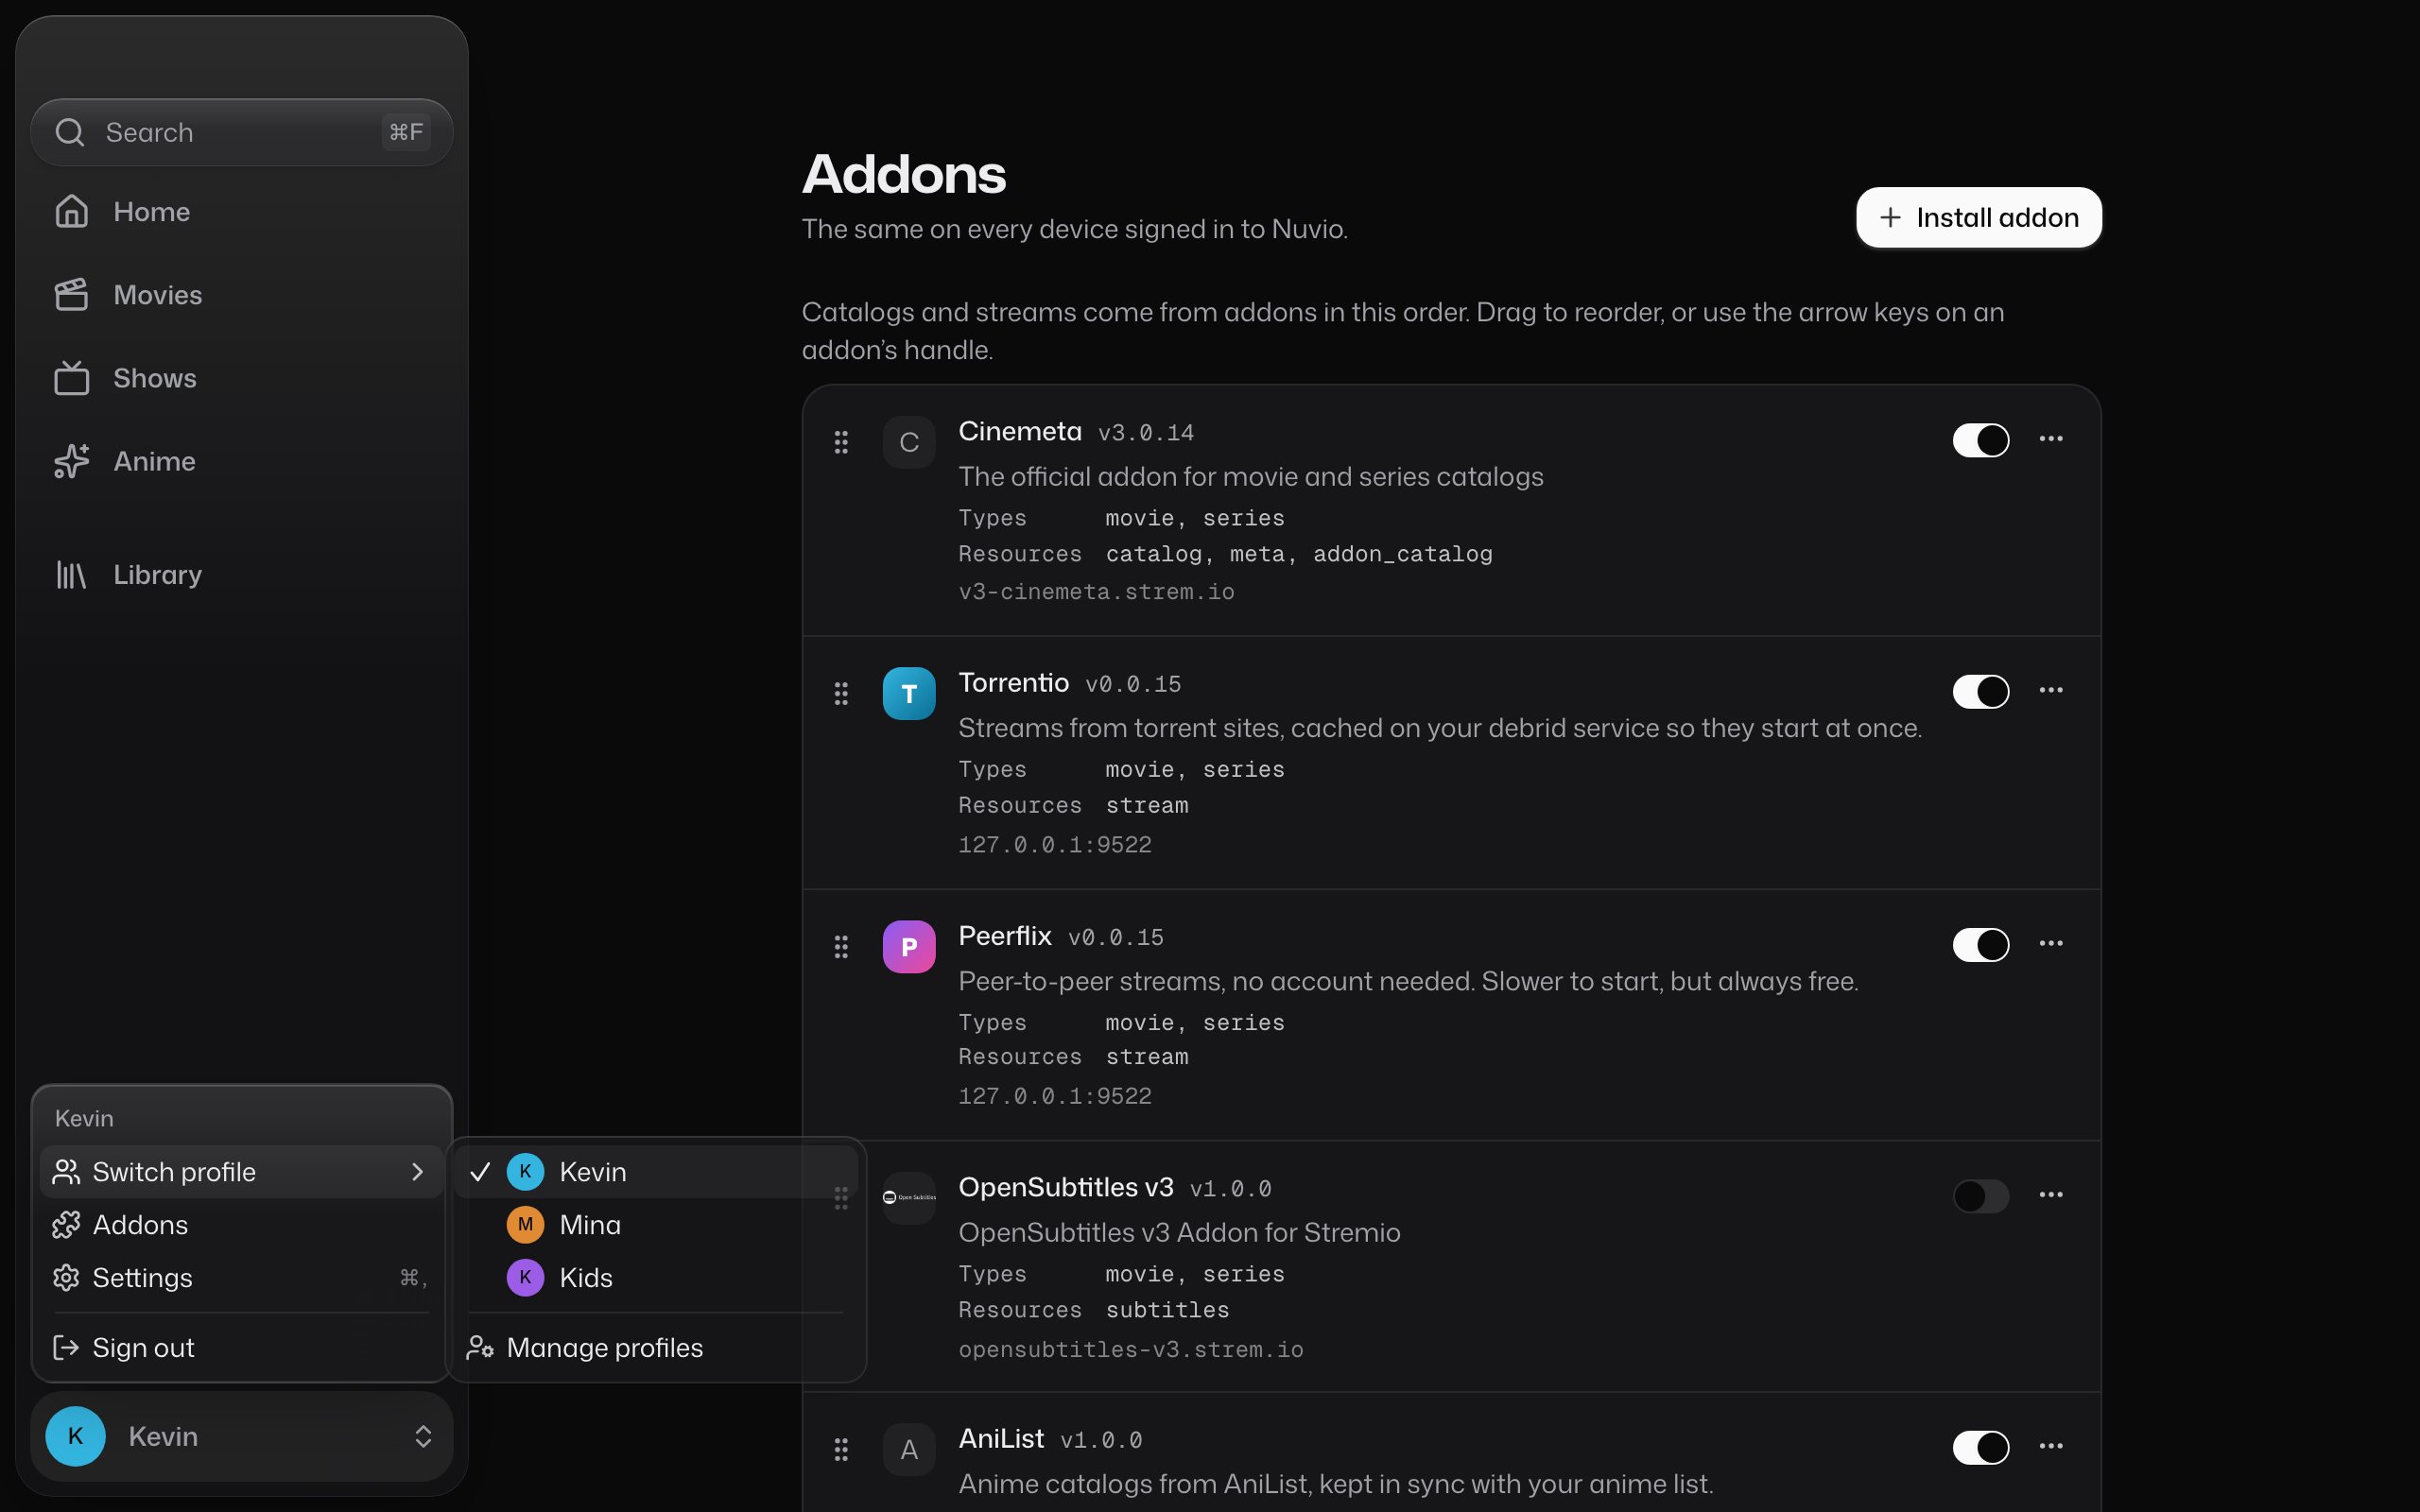 Search ⌘F
Home
Movies
Shows
Anime
Library
Kevin
Switch profile
Addons
Settings ⌘,
Sign out
Kevin
Mina
Kids
Manage profiles
K Kevin
Addons
The same on every device signed in to Nuvio.
Install addon
Catalogs and streams come from addons in this order. Drag to reorder, or use the arrow keys on an
addon’s handle.
C Cinemeta v3.0.14
The official addon for movie and series catalogs
Types movie, series
Resources catalog, meta, addon_catalog
v3-cinemeta.strem.io
T Torrentio v0.0.15
Streams from torrent sites, cached on your debrid service so they start at once.
Types movie, series
Resources stream
127.0.0.1:9522
P Peerflix v0.0.15
Peer-to-peer streams, no account needed. Slower to start, but always free.
Types movie, series
Resources stream
127.0.0.1:9522
Open Subtitles OpenSubtitles v3 v1.0.0
OpenSubtitles v3 Addon for Stremio
Types movie, series
Resources subtitles
opensubtitles-v3.strem.io
A AniList v1.0.0
Anime catalogs from AniList, kept in sync with your anime list.